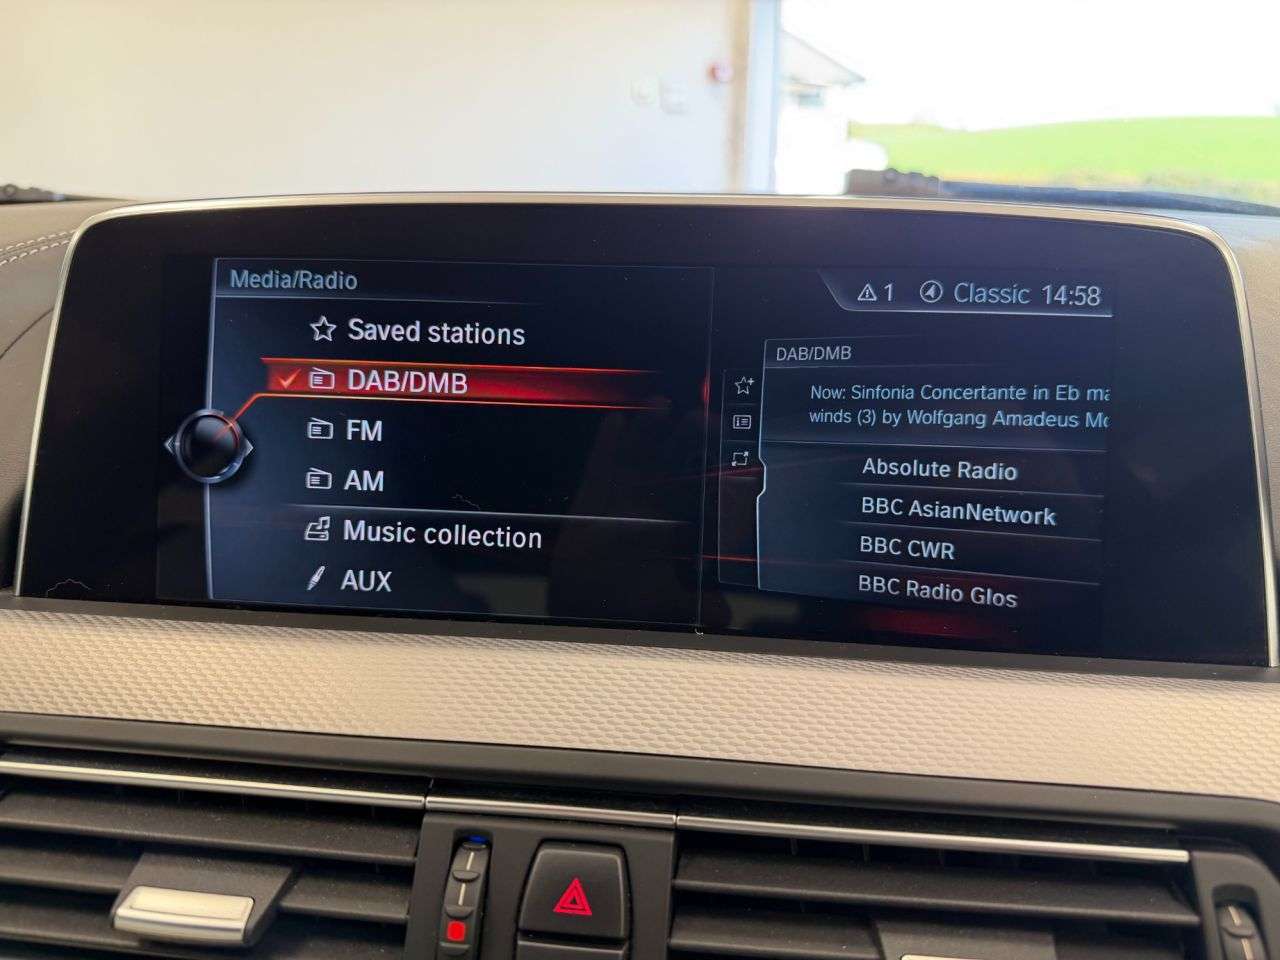 Media/Radio
1 Classic 14:58
Saved stations
DAB/DMB
FM
AM
Music collection
AUX
DAB/DMB
Now: Sinfonia Concertante in Eb
winds (3) by Wolfgang Amadeus
Absolute Radio
BBC AsianNetwork
BBC CWR
BBC Radio Glos